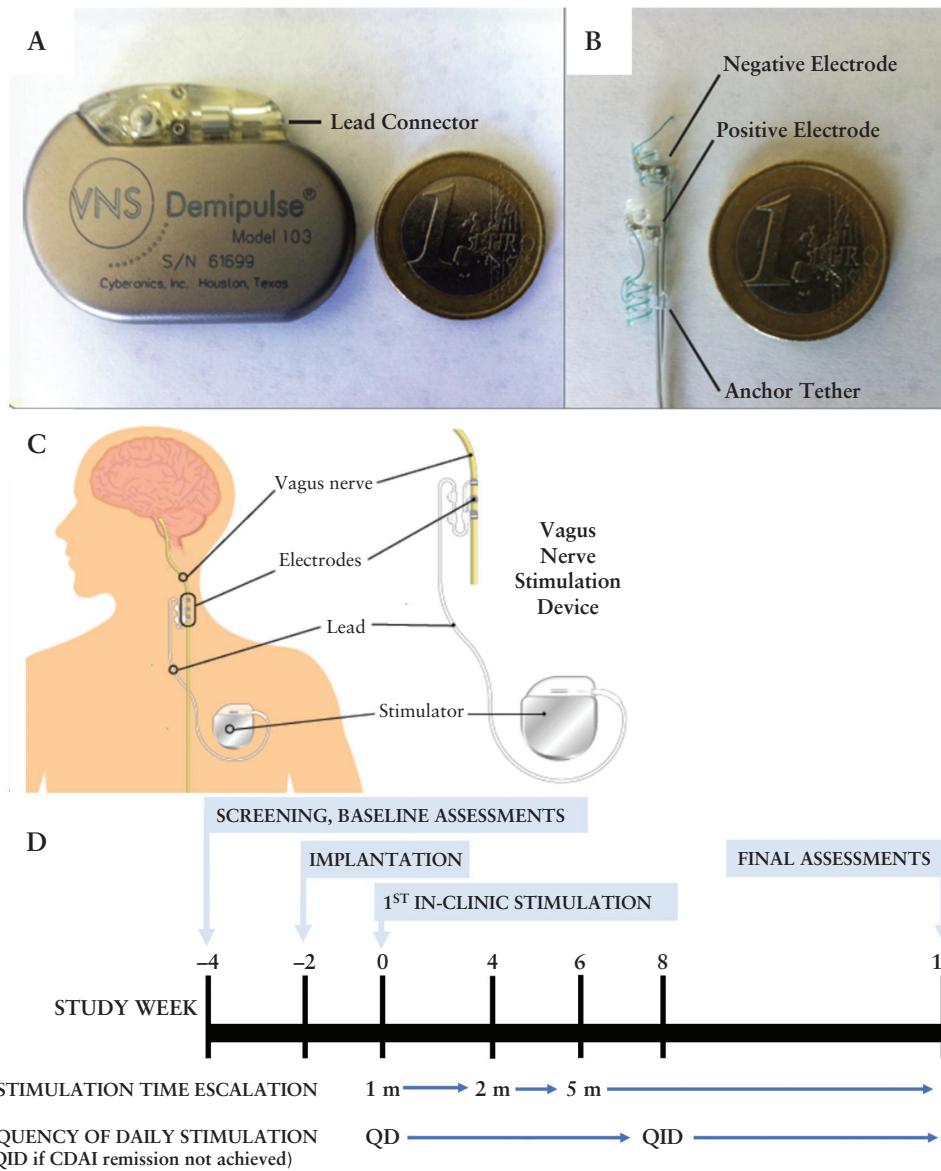 A
Lead Connector
VNS Demipulse®
Model 103
S/N 61699
Cyberonics, Inc. Houston, Texas
1
EURO
B
Negative Electrode
Positive Electrode
1
EURO
Anchor Tether
C
Vagus nerve
Electrodes
Lead
Stimulator
Vagus
Nerve
Stimulation
Device
D
SCREENING, BASELINE ASSESSMENTS
IMPLANTATION
FINAL ASSESSMENTS
1ST IN-CLINIC STIMULATION
–4 –2 0 4 6 8 1
STUDY WEEK
STIMULATION TIME ESCALATION 1 m 2 m 5 m
QUENCY OF DAILY STIMULATION QD QID
QID if CDAI remission not achieved)